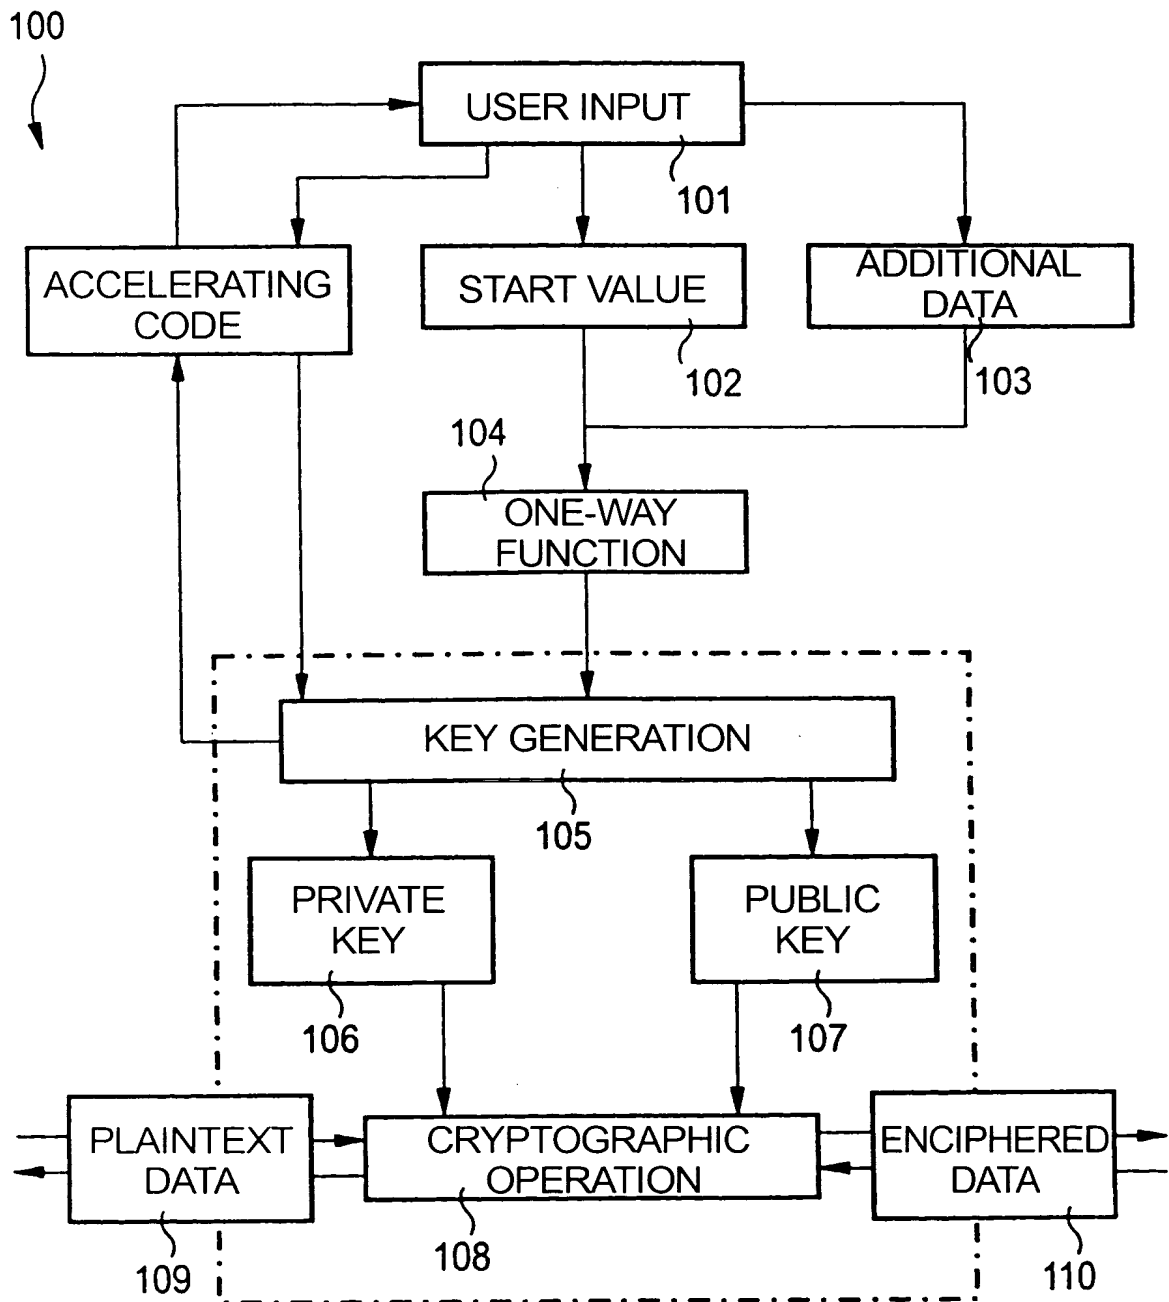 100
USER INPUT
101
ACCELERATING
CODE
START VALUE
102
ADDITIONAL
DATA
103
104
ONE-WAY
FUNCTION
KEY GENERATION
105
PRIVATE
KEY
106
PUBLIC
KEY
107
PLAINTEXT
DATA
109
CRYPTOGRAPHIC
OPERATION
108
ENCIPHERED
DATA
110